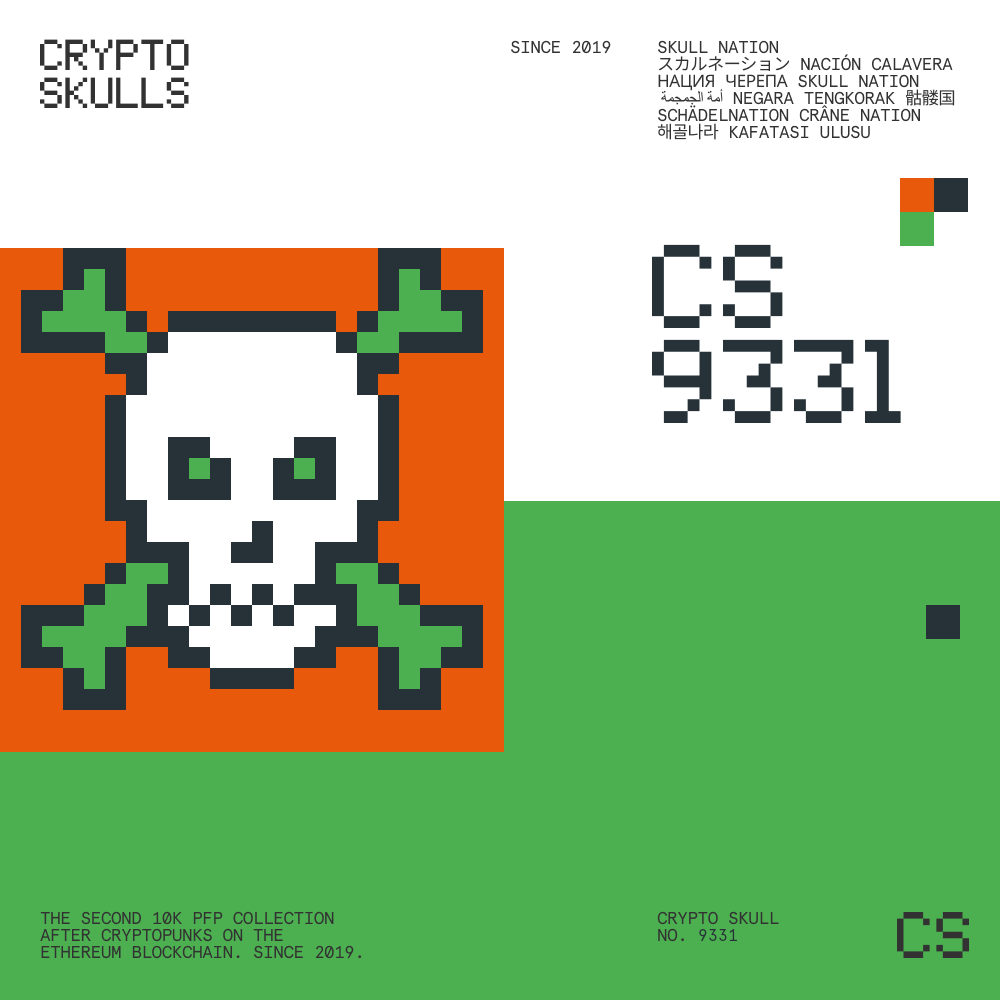 CRYPTO
SKULLS
SINCE 2019
SKULL NATION
スカルネーション NACIÓN CALAVERA
НАЦИЯ ЧЕРЕПА SKULL NATION
أمة الجمجمة NEGARA TENGKORAK 骷髅国
SCHÄDELNATION CRÂNE NATION
해골나라 KAFATASI ULUSU
CS
9331
THE SECOND 10K PFP COLLECTION
AFTER CRYPTOPUNKS ON THE
ETHEREUM BLOCKCHAIN. SINCE 2019.
CRYPTO SKULL
NO. 9331
CS